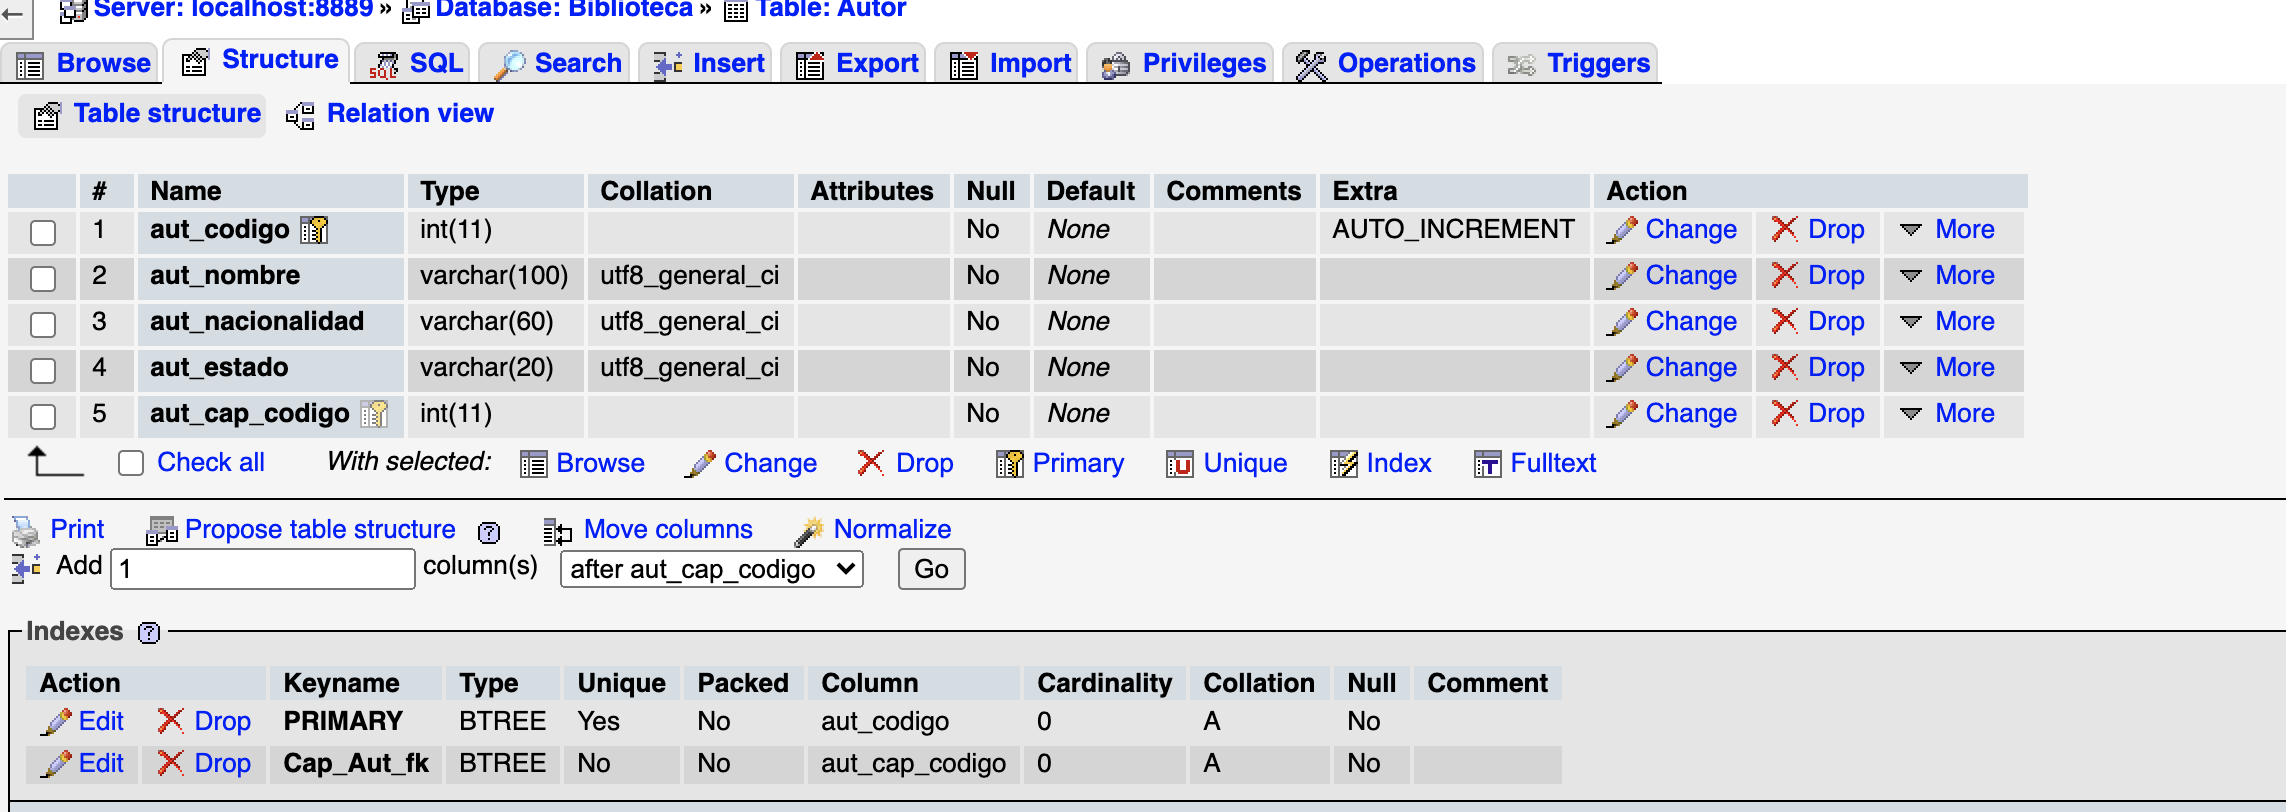 Server: localhost:8889 » Database: Biblioteca » Table: Autor
Browse Structure SQL Search Insert Export Import Privileges Operations Triggers
Table structure Relation view
# Name Type Collation Attributes Null Default Comments Extra Action
1 aut_codigo int(11) No None AUTO_INCREMENT Change Drop More
2 aut_nombre varchar(100) utf8_general_ci No None Change Drop More
3 aut_nacionalidad varchar(60) utf8_general_ci No None Change Drop More
4 aut_estado varchar(20) utf8_general_ci No None Change Drop More
5 aut_cap_codigo int(11) No None Change Drop More
Check all With selected: Browse Change Drop Primary Unique Index Fulltext
Print Propose table structure Move columns Normalize
Add 1 column(s) after aut_cap_codigo Go
Indexes
Action Keyname Type Unique Packed Column Cardinality Collation Null Comment
Edit Drop PRIMARY BTREE Yes No aut_codigo 0 A No
Edit Drop Cap_Aut_fk BTREE No No aut_cap_codigo 0 A No